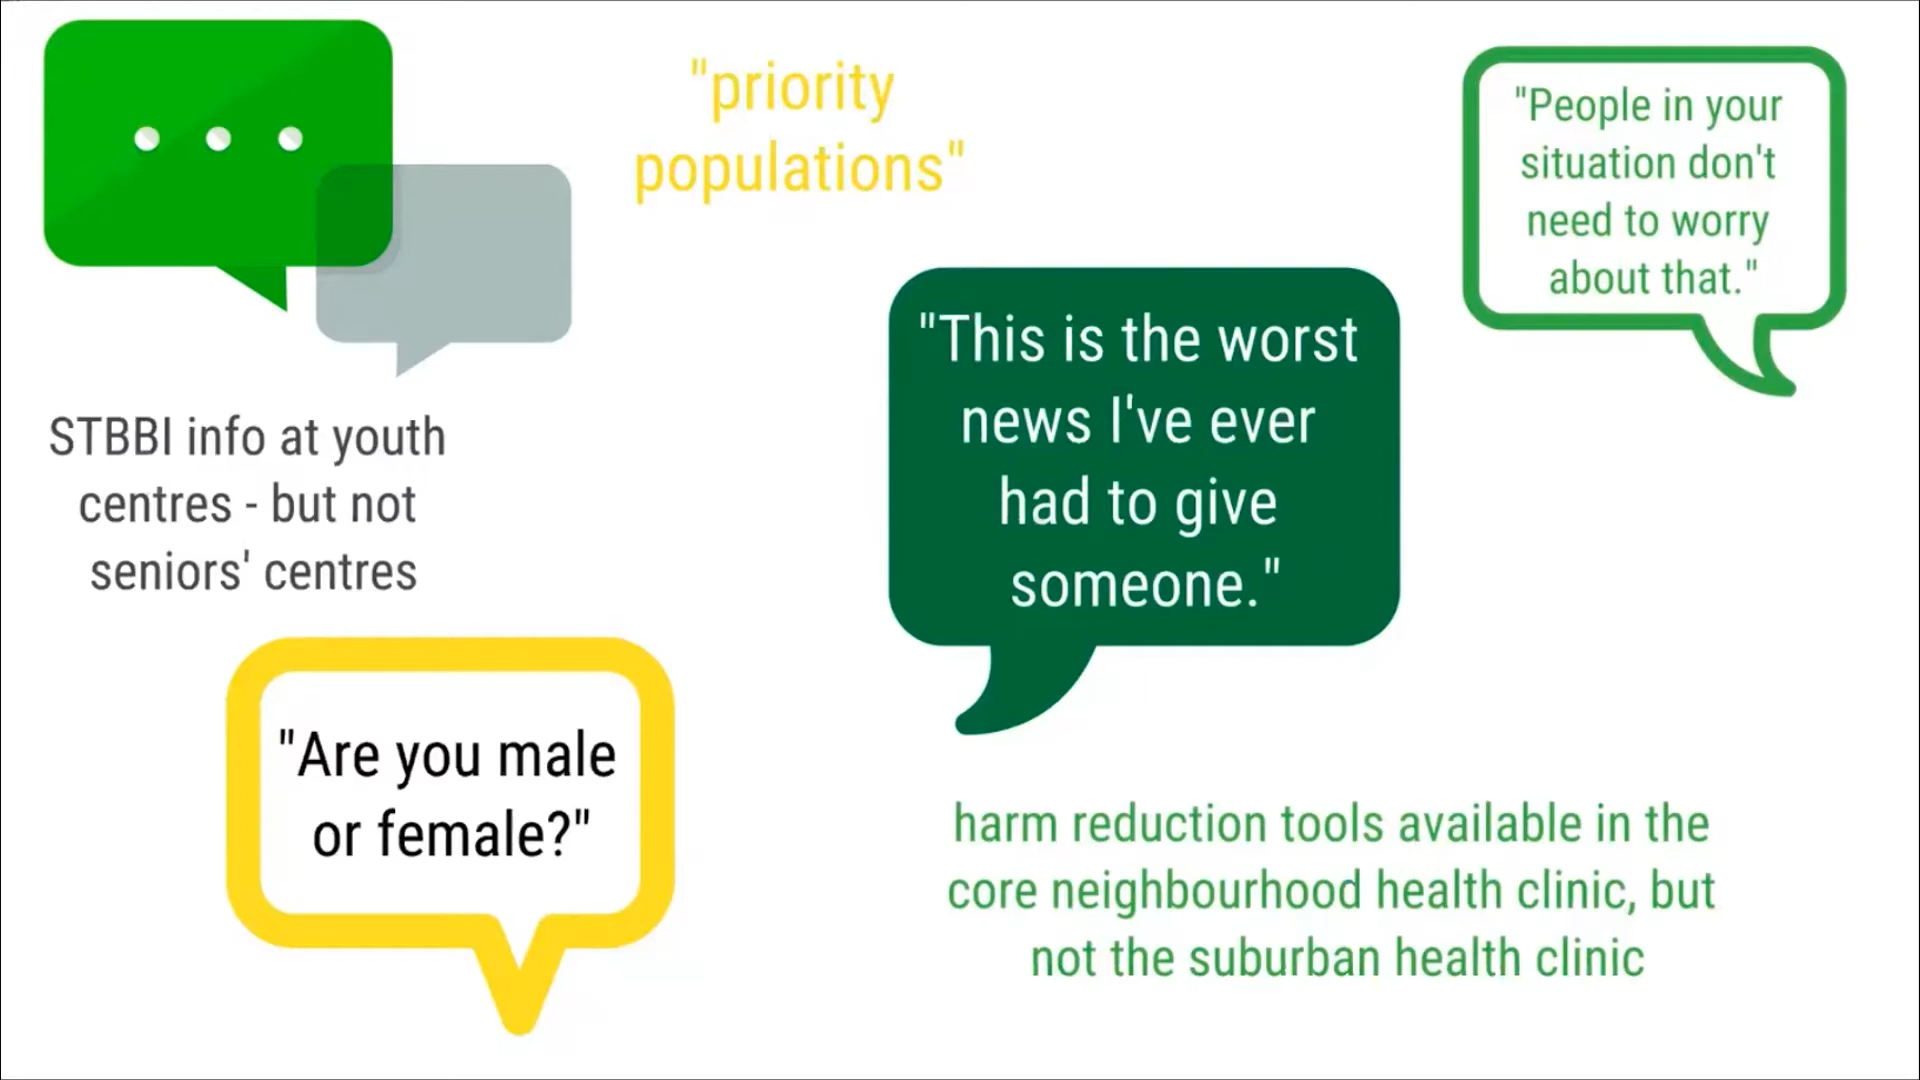 "priority
populations"
"People in your
situation don't
need to worry
about that."
"This is the worst
news I've ever
had to give
someone."
STBBI info at youth
centres - but not
seniors' centres
"Are you male
or female?"
harm reduction tools available in the
core neighbourhood health clinic, but
not the suburban health clinic